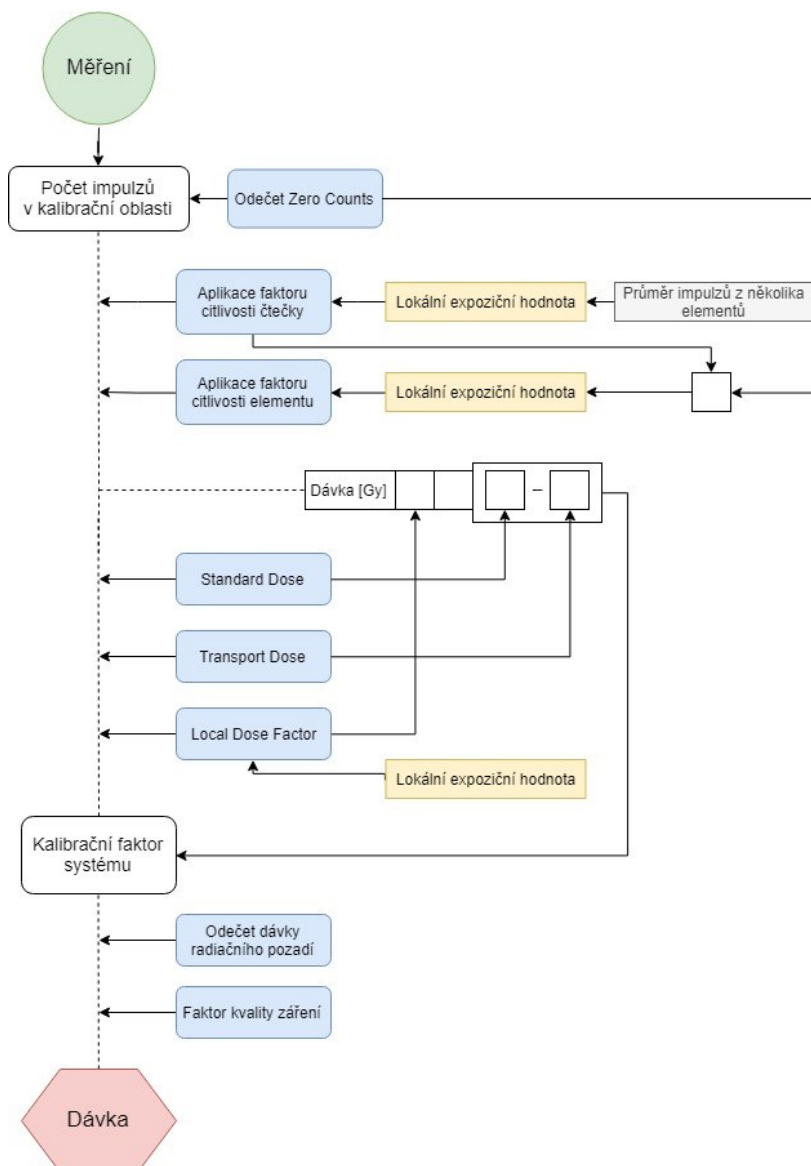 Měření
Počet impulzů
v kalibrační oblasti
Odečet Zero Counts
Aplikace faktoru
citlivosti čtečky
Lokální expoziční hodnota
Průměr impulzů z několika
elementů
Aplikace faktoru
citlivosti elementu
Lokální expoziční hodnota
Dávka [Gy]
–
Standard Dose
Transport Dose
Local Dose Factor
Lokální expoziční hodnota
Kalibrační faktor
systému
Odečet dávky
radiačního pozadí
Faktor kvality záření
Dávka